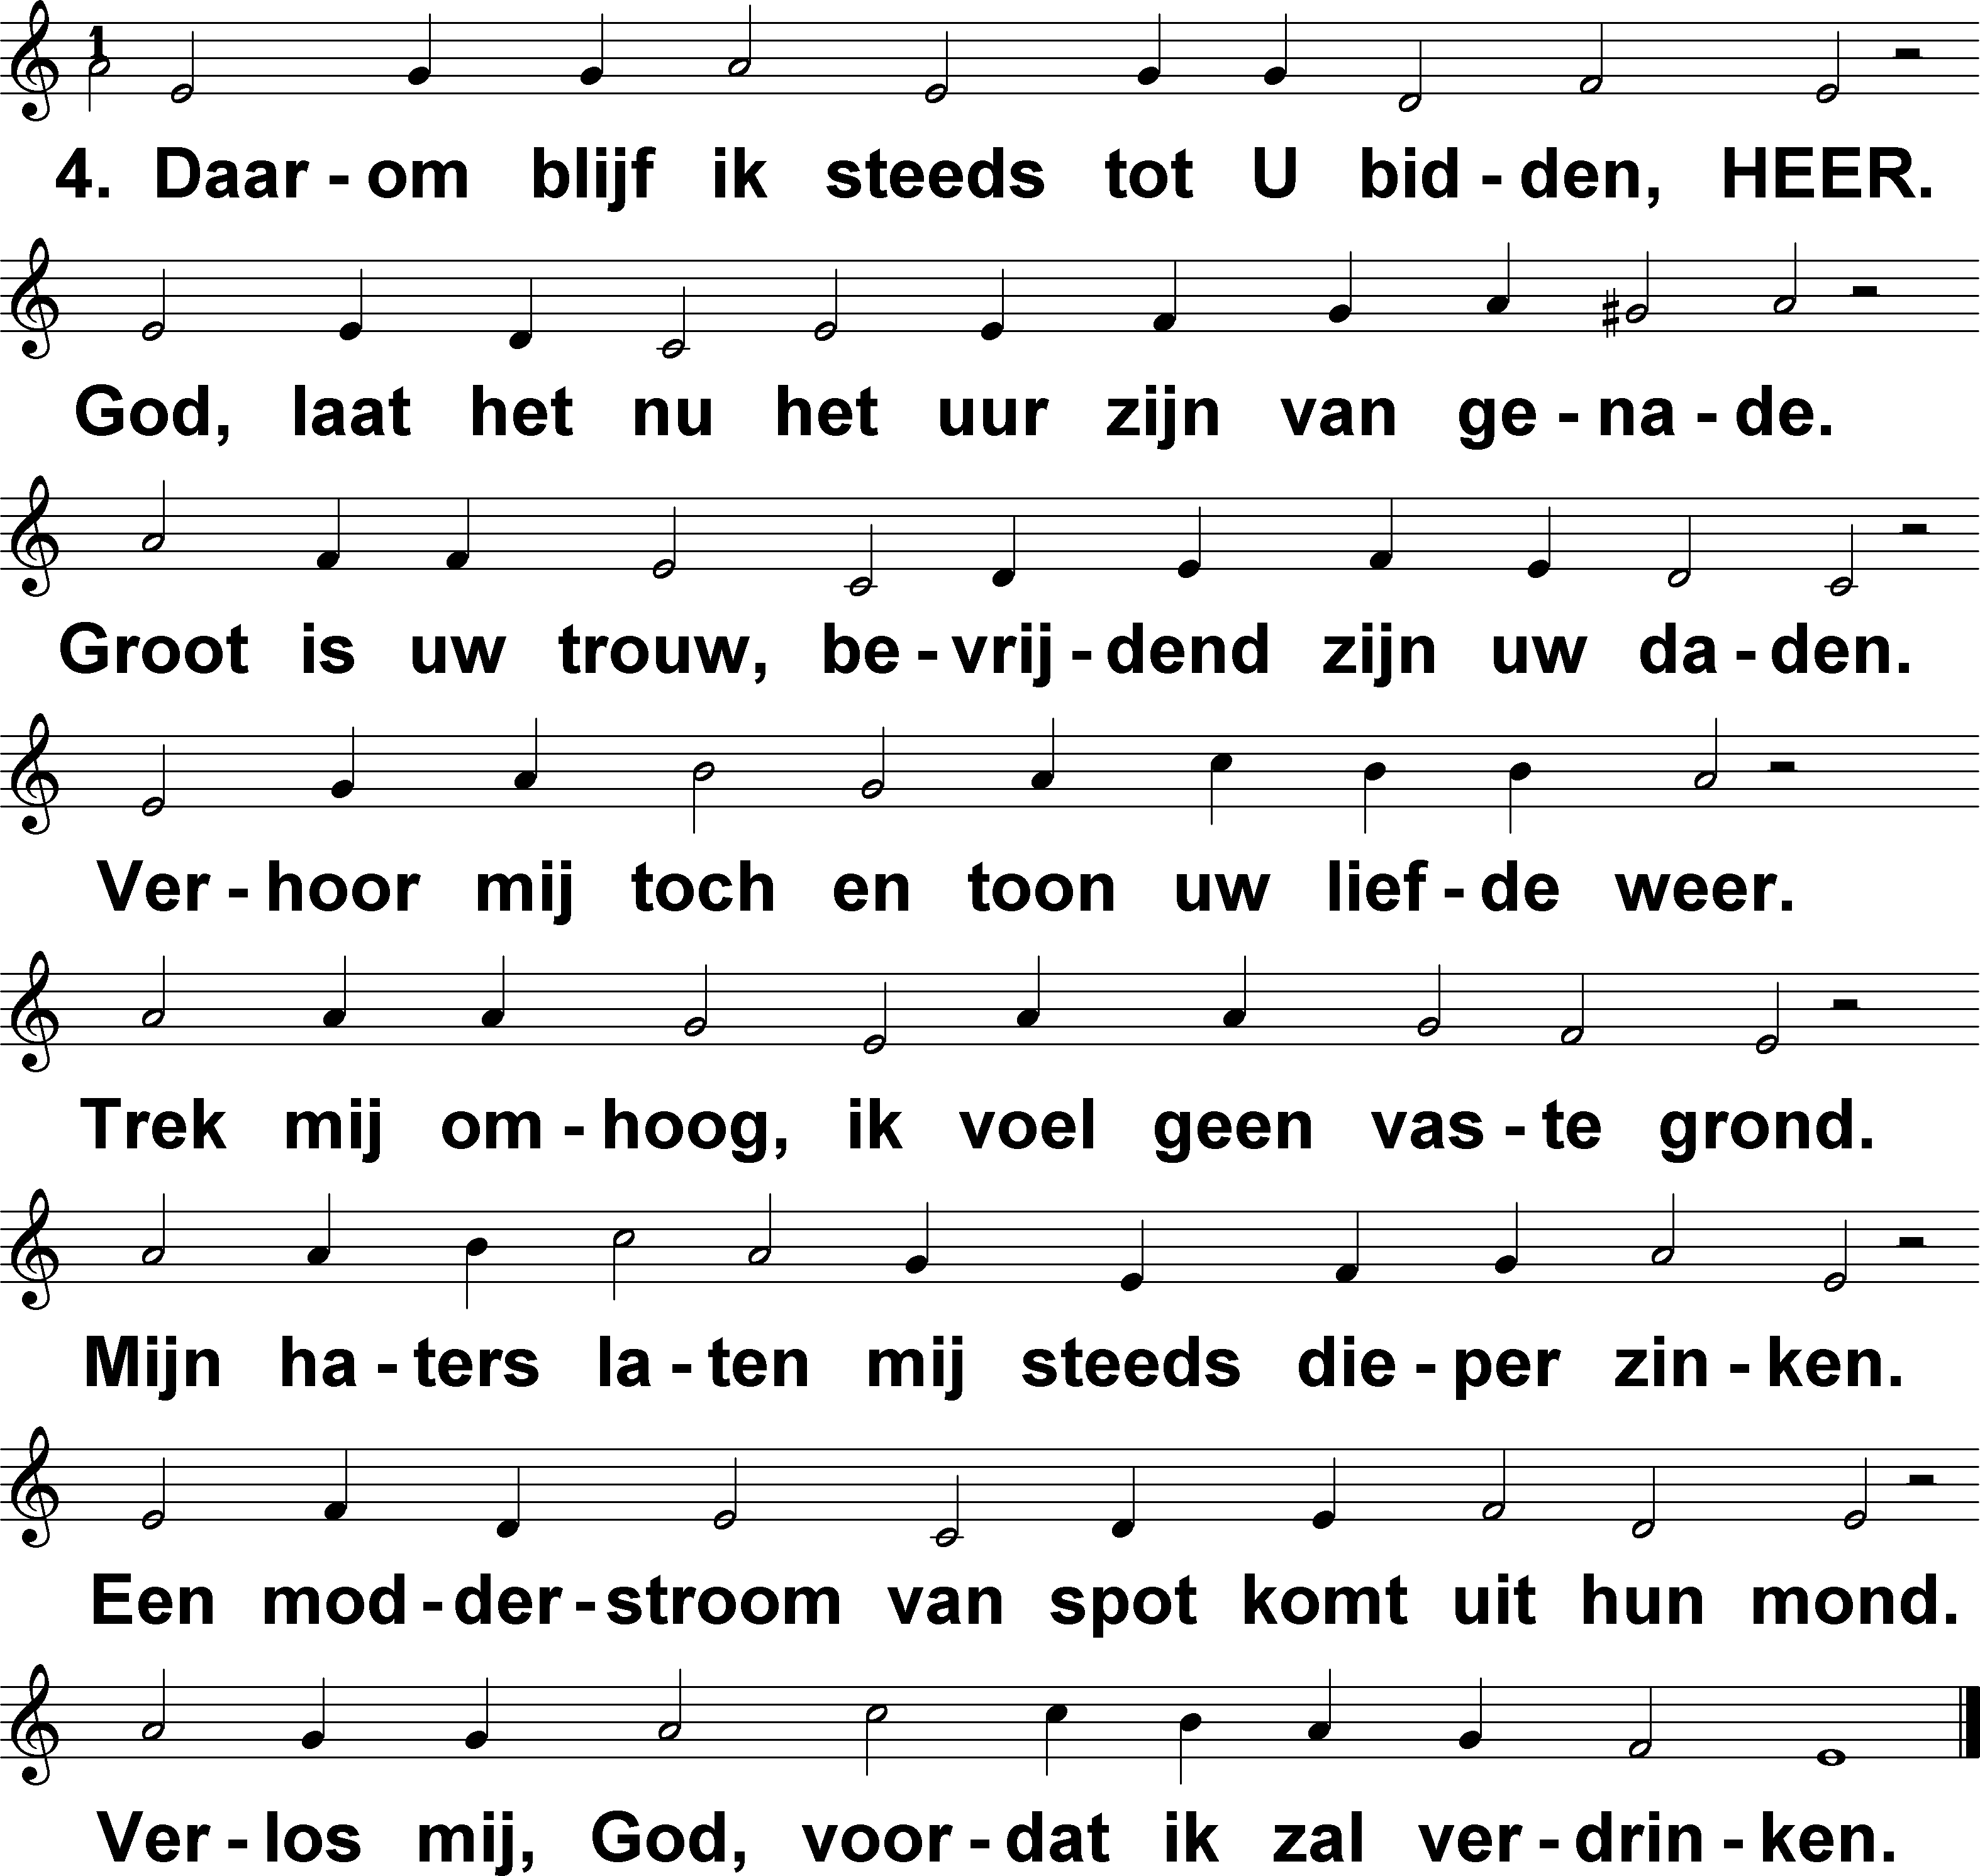 1
4. Daar - om blijf ik steeds tot U bid - den, HEER.
God, laat het nu het uur zijn van ge - na - de.
Groot is uw trouw, be - vrij - dend zijn uw da - den.
Ver - hoor mij toch en toon uw lief - de weer.
Trek mij om - hoog, ik voel geen vas - te grond.
Mijn ha - ters la - ten mij steeds die - per zin - ken.
Een mod - der - stroom van spot komt uit hun mond.
Ver - los mij, God, voor - dat ik zal ver - drin - ken.